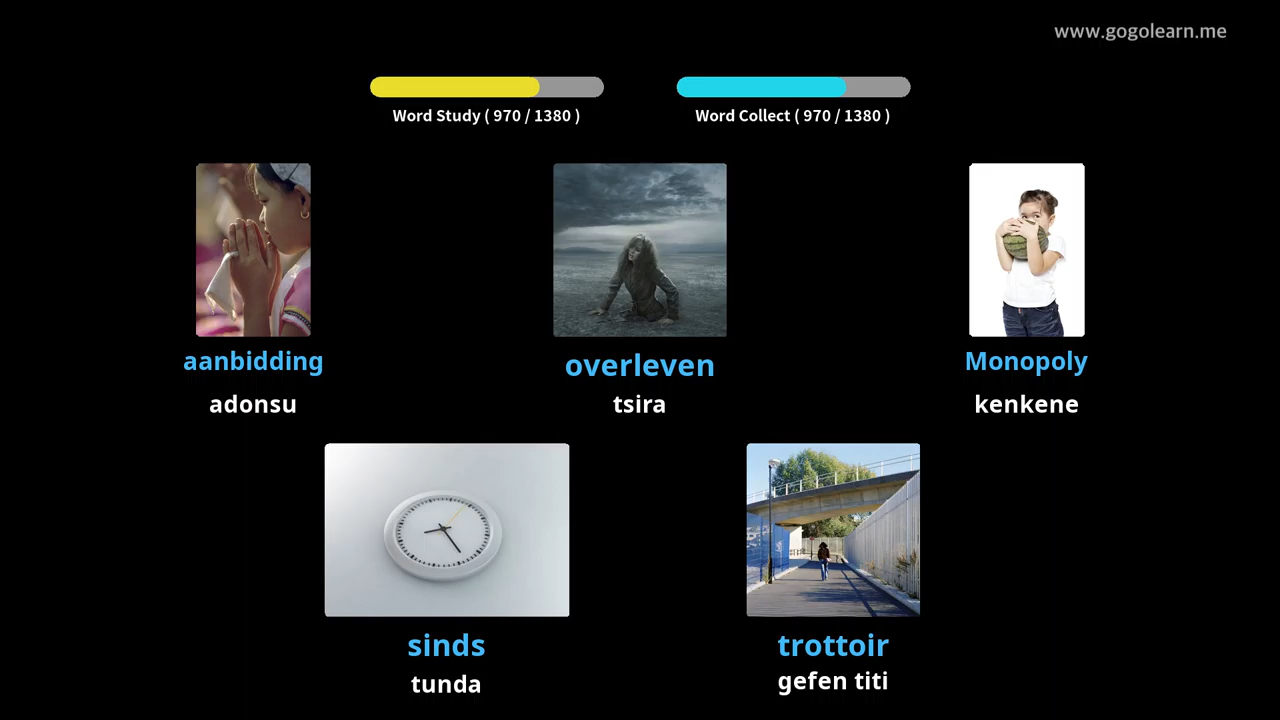 www.gogolearn.me
Word Study ( 970 / 1380 )
Word Collect ( 970 / 1380 )
aanbidding
adonsu
overleven
tsira
Monopoly
kenkene
sinds
tunda
trottoir
gefen titi